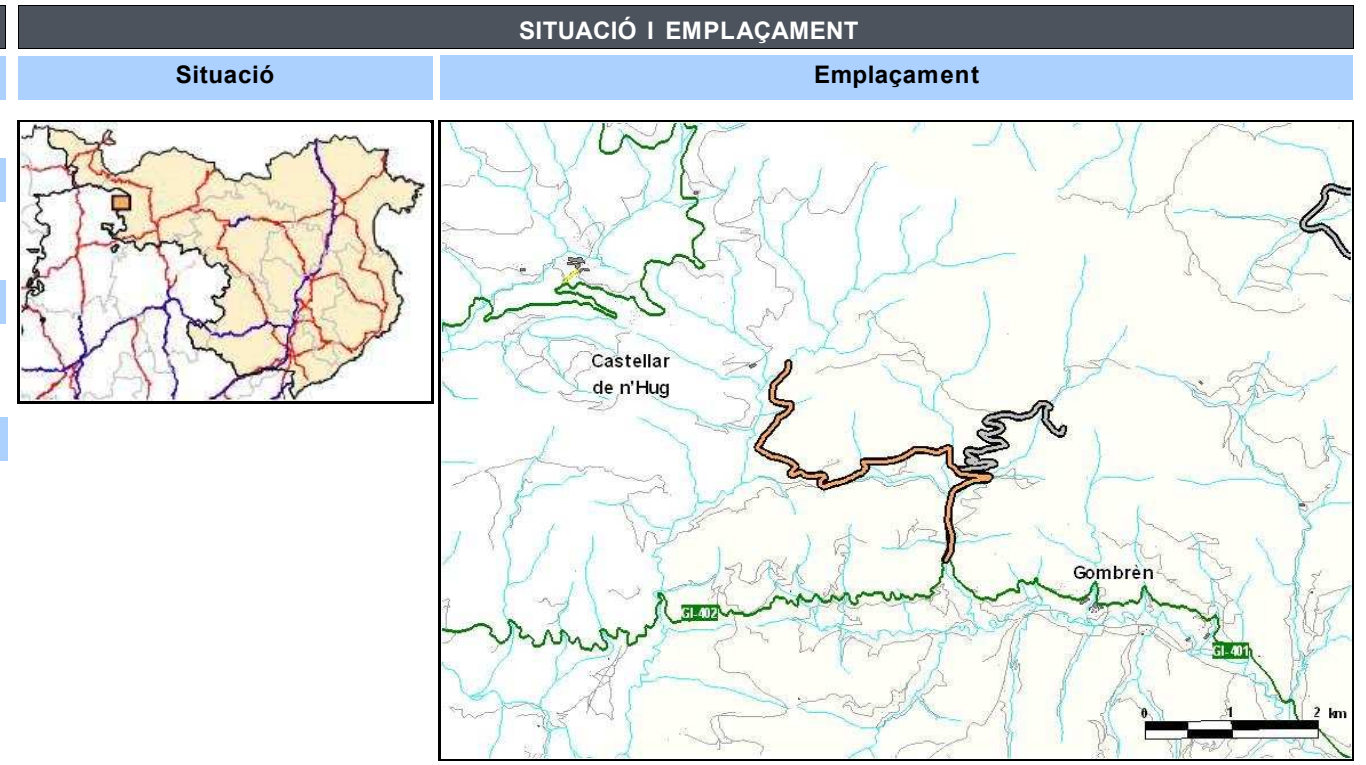 SITUACIÓ I EMPLAÇAMENT
Situació
Emplaçament
Castellar
de n'Hug
Gombrèn
GI-402
GI-401
0 1 2 km